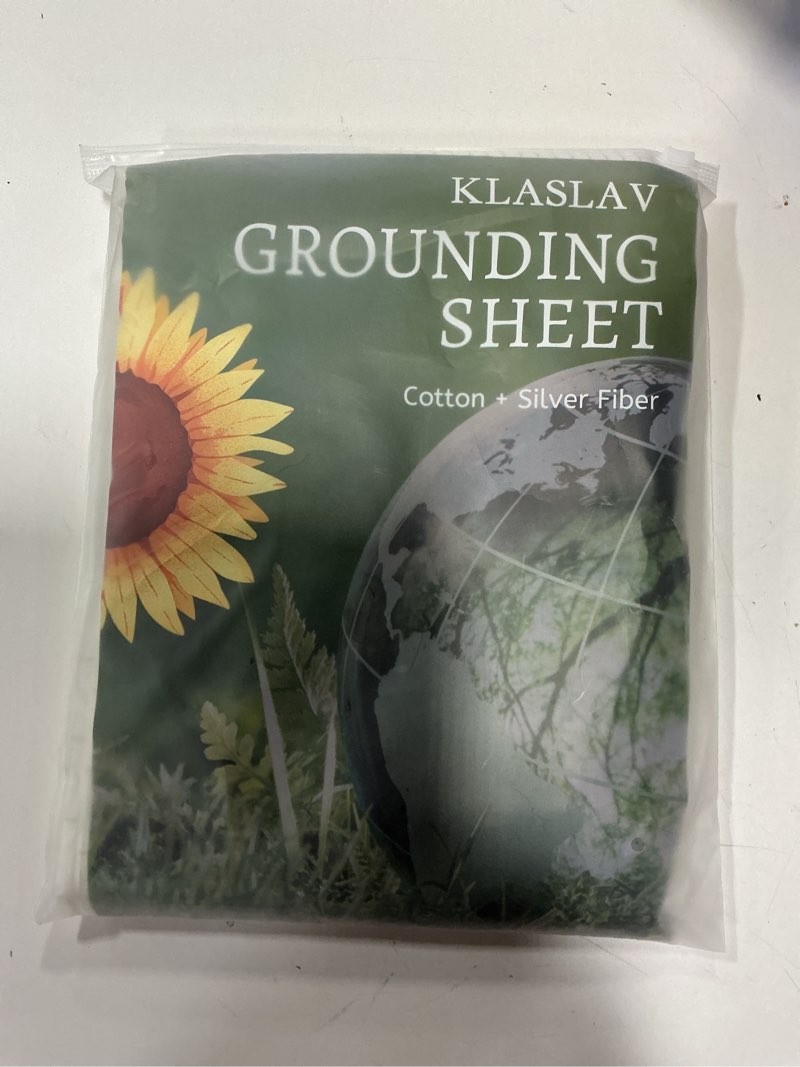 KLASLAV
GROUNDING
SHEET
Cotton + Silver Fiber